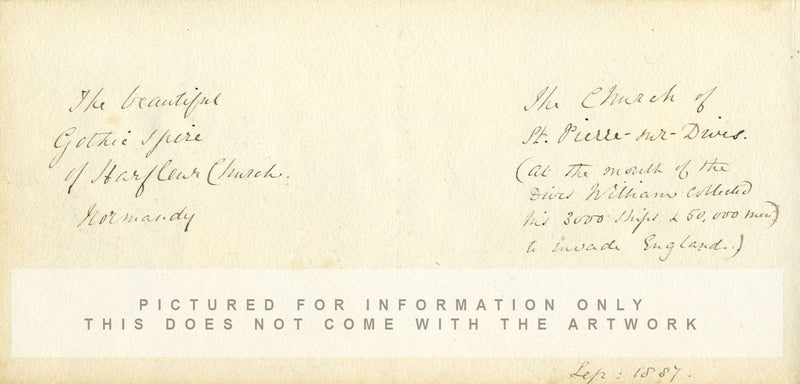 The beautiful
Gothic Spire
of Harfleur Church.
Normandy
The Church of
St. Pierre-sur-Dives.
(at the mouth of the
Dives William collected
his 3000 ships & 50,000 men)
to invade England.)
PICTURED FOR INFORMATION ONLY
THIS DOES NOT COME WITH THE ARTWORK
Sep: 1887.